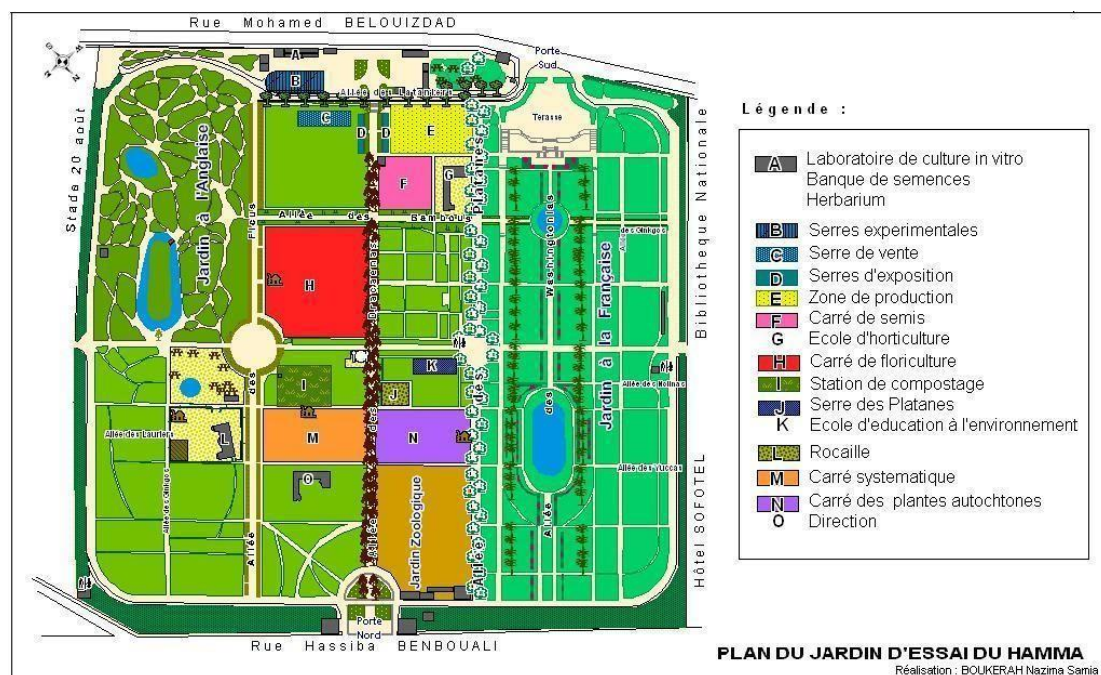 Rue Mohamed BELOUIZDAD
Porte
Sud
A
B
Allée des Lataniers
C
D
D
E
Terasse
F
G
Stade 20 août
Jardin à l'Anglaise
Allée des Ficus
Allée des Bambous
Allée des Dracaenas
Allée des Platanes
Allée des Washingtonias
Jardin à la Française
Allée des Ginkgos
Bibliotheque Nationale
H
K
I
J
Allée des Nolinas
Allée des Lauriers
L
M
N
Allée des Yuccas
Allée des Ginkgos
O
Jardin Zoologique
Hôtel SOFOTEL
Porte
Nord
Rue Hassiba BENBOUALI
Légende :
A Laboratoire de culture in vitro
Banque de semences
Herbarium
B Serres experimentales
C Serre de vente
D Serres d'exposition
E Zone de production
F Carré de semis
G Ecole d'horticulture
H Carré de floriculture
I Station de compostage
J Serre des Platanes
K Ecole d'education à l'environnement
L Rocaille
M Carré systematique
N Carré des plantes autochtones
O Direction
PLAN DU JARDIN D'ESSAI DU HAMMA
Réalisation : BOUKERAH Nazima Samia